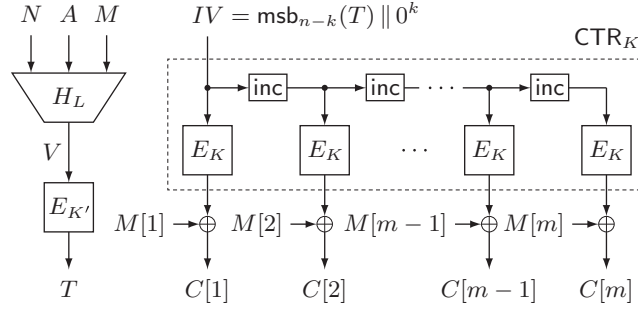 N A M IV = msb_{n−k}(T) ∥ 0^k
CTR_K
inc inc · · · inc
H_L
V
E_K E_K · · · E_K E_K
E_{K′}
M[1] M[2] M[m − 1] M[m]
T C[1] C[2] C[m − 1] C[m]